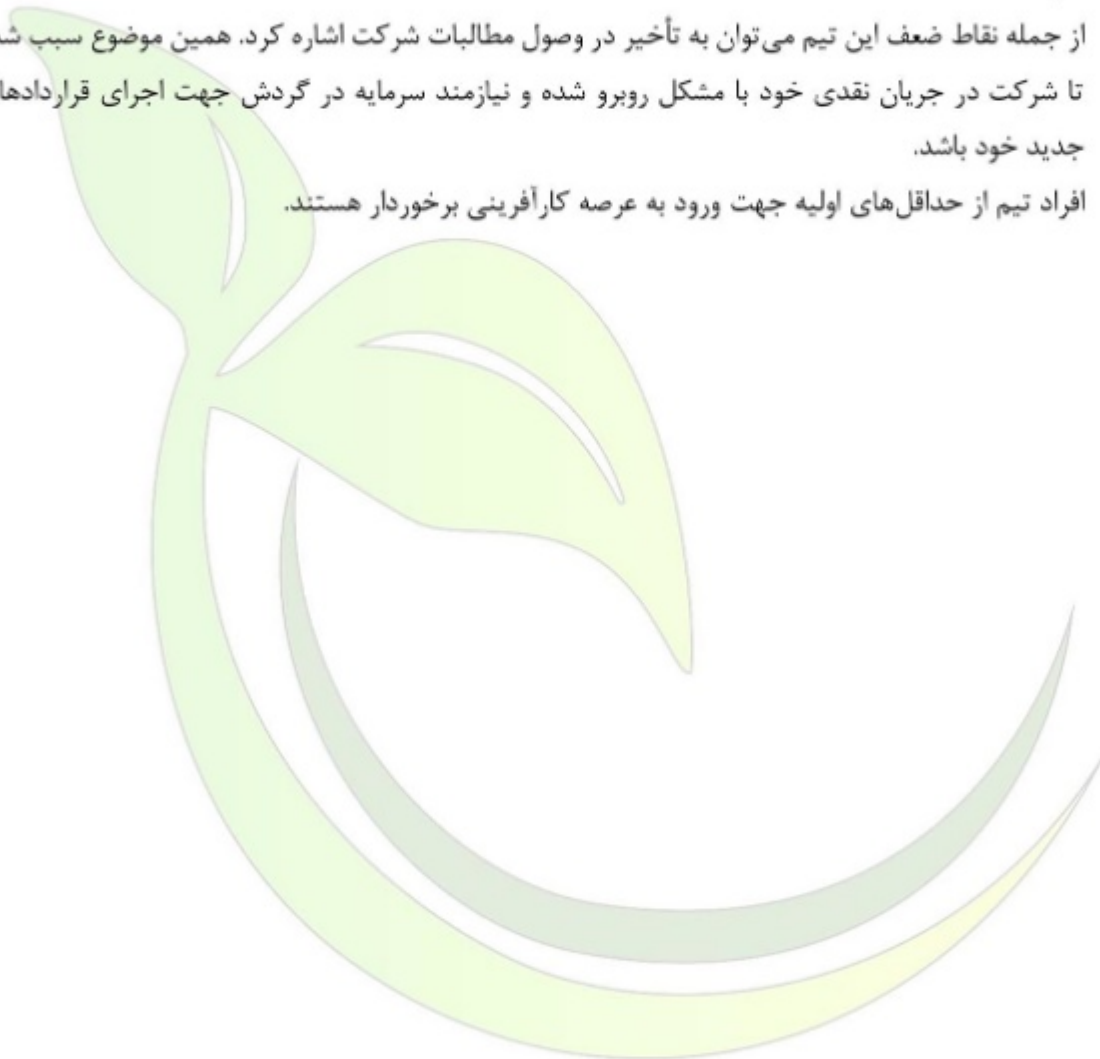 از جمله نقاط ضعف این تیم می‌توان به تأخیر در وصول مطالبات شرکت اشاره کرد. همین موضوع سبب
تا شرکت در جریان نقدی خود با مشکل روبرو شده و نیازمند سرمایه در گردش جهت اجرای قراردادها
جدید خود باشد.
افراد تیم از حداقل‌های اولیه جهت ورود به عرصه کارآفرینی برخوردار هستند.